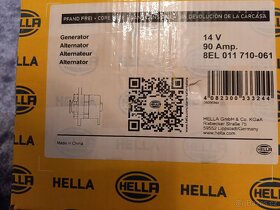 HELLA
PFAND FREI - CORE
DEVOLUCIÓN DE LA CARCASA
Generator
Alternator
Alternateur
Alternador
14 V
90 Amp.
8EL 011 710-061
4 082300 333244
HELLA GmbH & Co. KGaA
Rixbecker Straße 75
59552 Lippstadt/Germany
www.hella.com
Made in China
HELLA
HELLA
HELLA